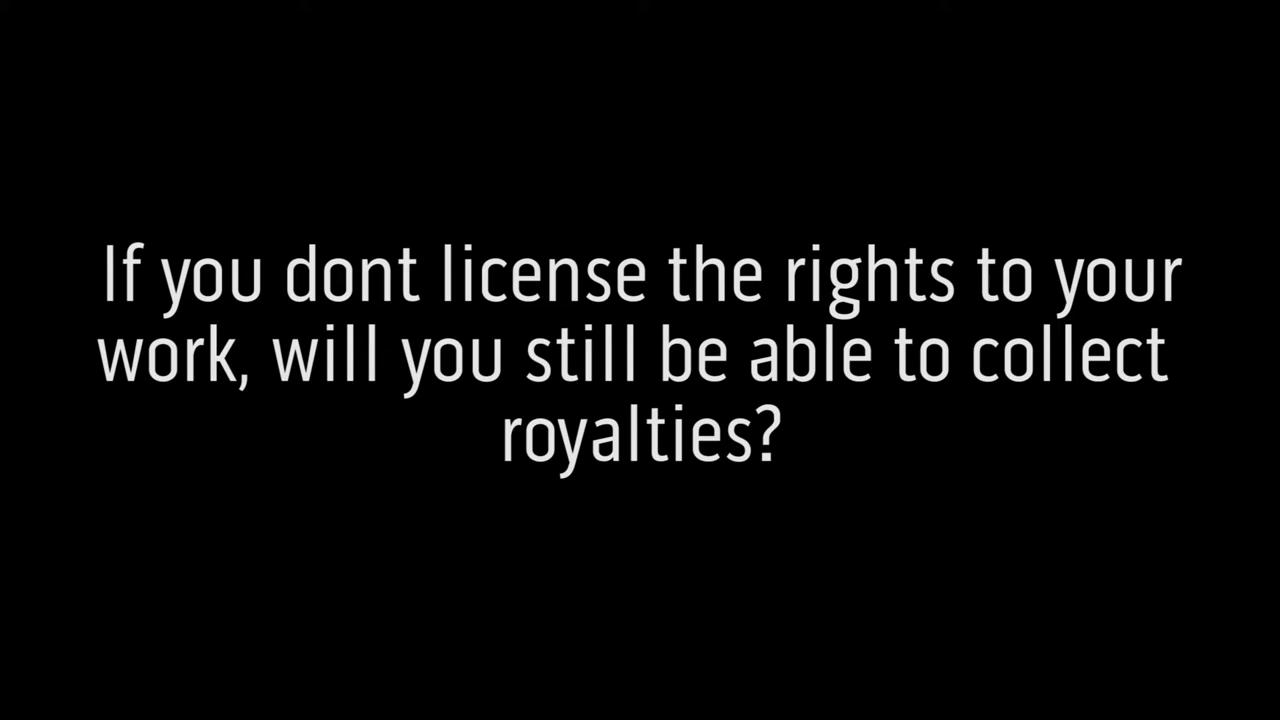 If you dont license the rights to your
work, will you still be able to collect
royalties?